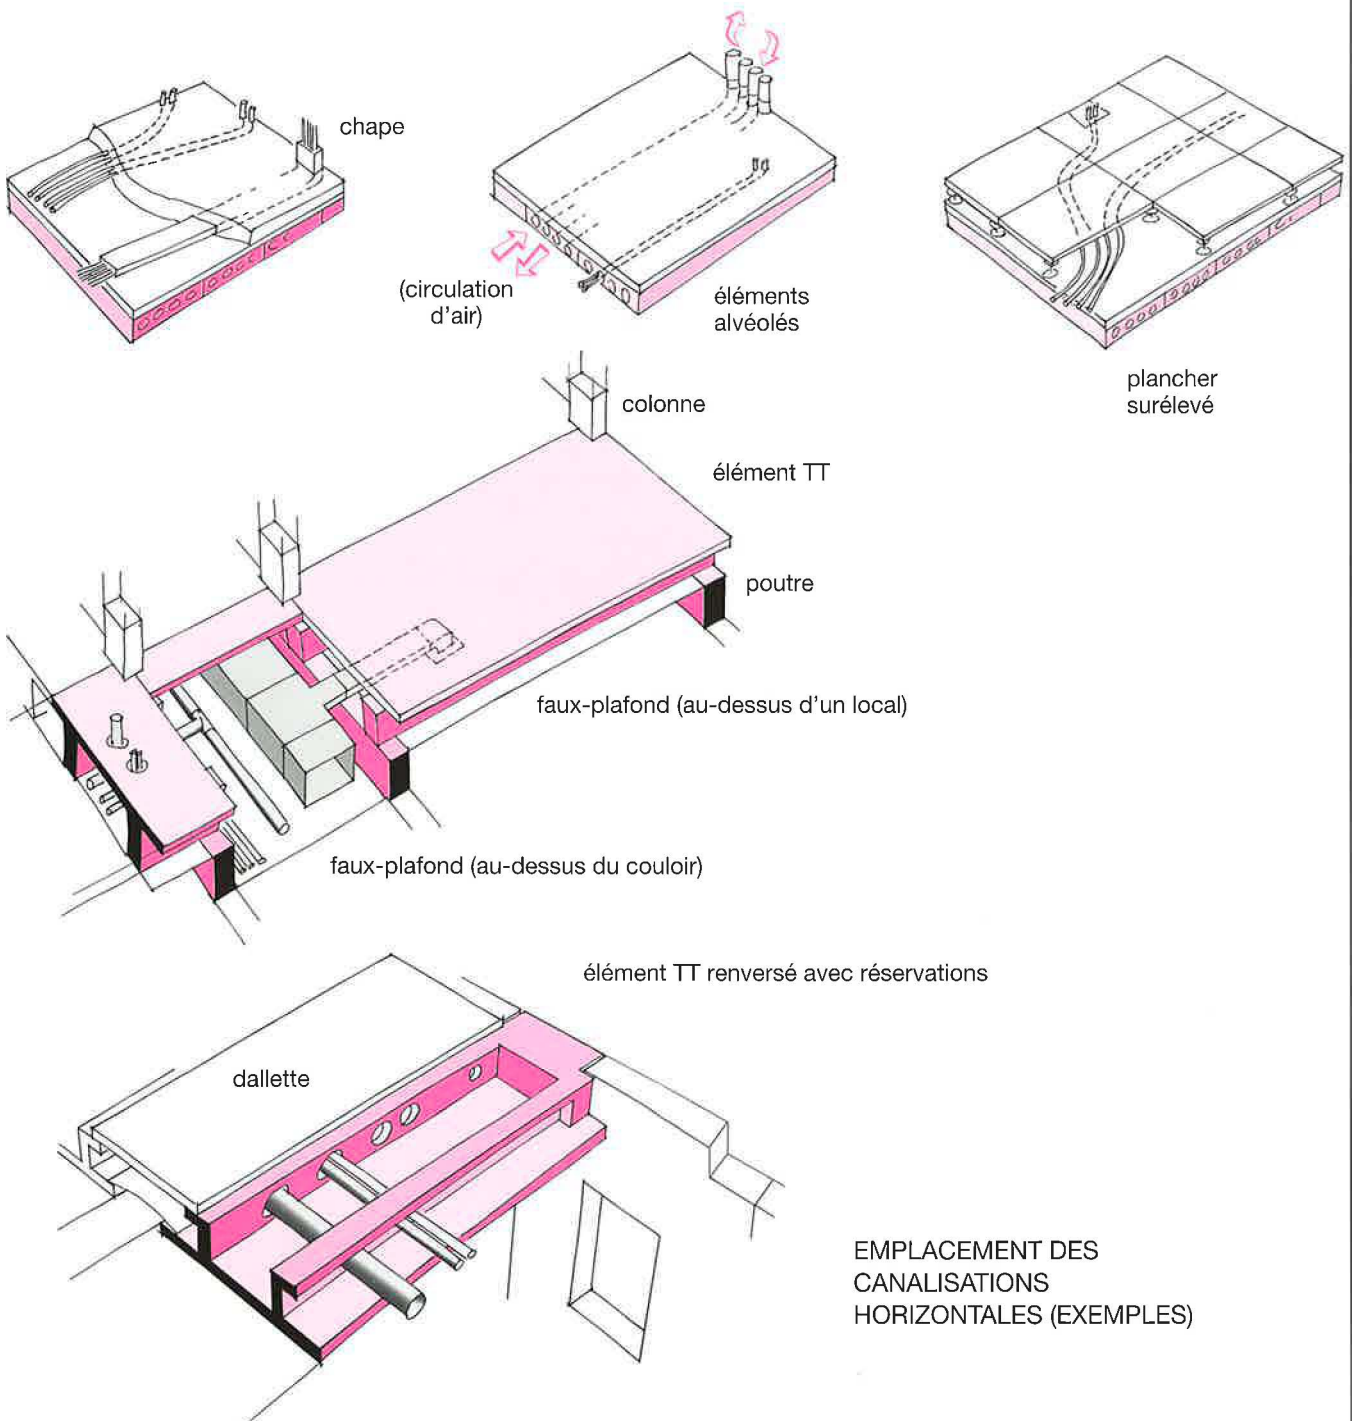 chape
(circulation
d'air)
éléments
alvéolés
plancher
surélevé
colonne
élément TT
poutre
faux-plafond (au-dessus d'un local)
faux-plafond (au-dessus du couloir)
élément TT renversé avec réservations
dallette
EMPLACEMENT DES
CANALISATIONS
HORIZONTALES (EXEMPLES)